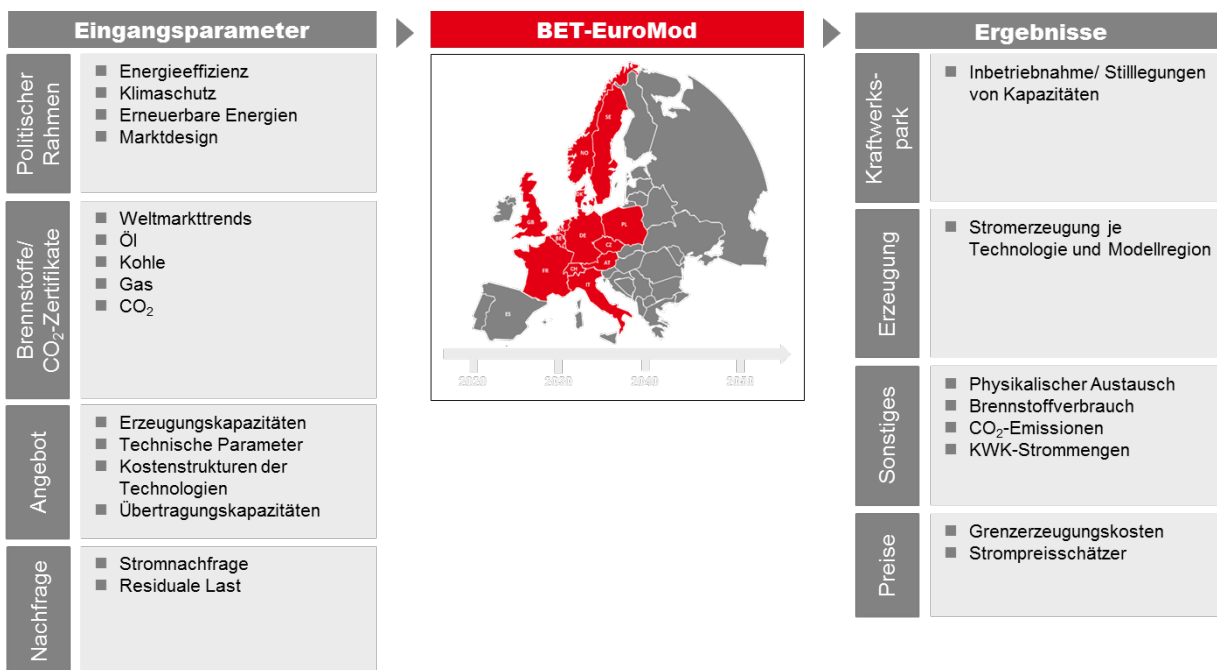 Eingangsparameter
Politischer
Rahmen
Energieeffizienz
Klimaschutz
Erneuerbare Energien
Marktdesign
Brennstoffe/
CO₂-Zertifikate
Weltmarkttrends
Öl
Kohle
Gas
CO₂
Angebot
Erzeugungskapazitäten
Technische Parameter
Kostenstrukturen der
Technologien
Übertragungskapazitäten
Nachfrage
Stromnachfrage
Residuale Last
BET-EuroMod
SE
NO
GB
DE
PL
CZ
AT
CH
FR
IT
ES
2020
2030
2040
2050
Ergebnisse
Kraftwerks-
park
Inbetriebnahme/ Stilllegungen
von Kapazitäten
Erzeugung
Stromerzeugung je
Technologie und Modellregion
Sonstiges
Physikalischer Austausch
Brennstoffverbrauch
CO₂-Emissionen
KWK-Strommengen
Preise
Grenzerzeugungskosten
Strompreisschätzer